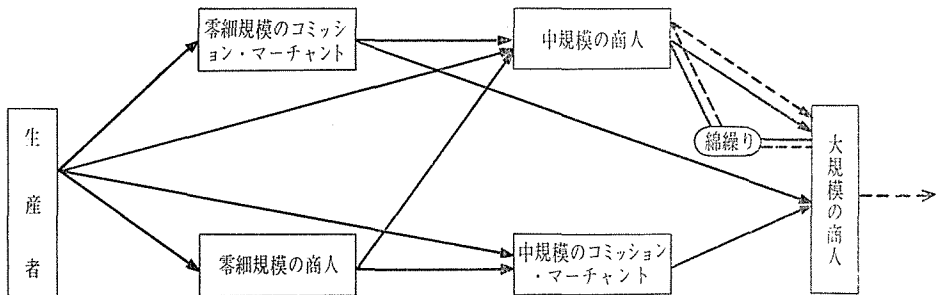 零細規模のコミッシ
ョン・マーチャント
中規模の商人
生産者
綿繰り
大規模の商人
零細規模の商人
中規模のコミッション
・マーチャント